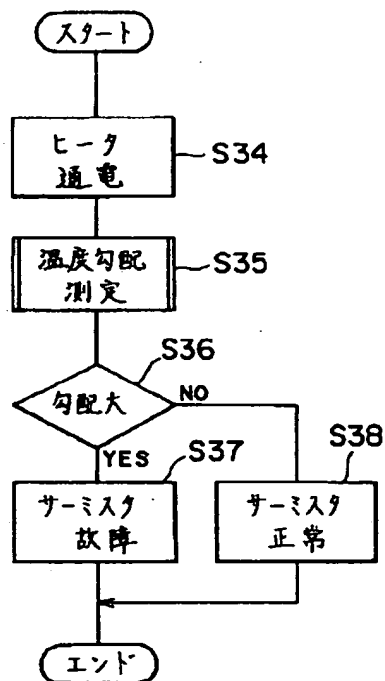 スタート
ヒータ
通電
S34
温度勾配
測定
S35
S36
勾配大
NO
YES
S37
S38
サーミスタ
故障
サーミスタ
正常
エンド